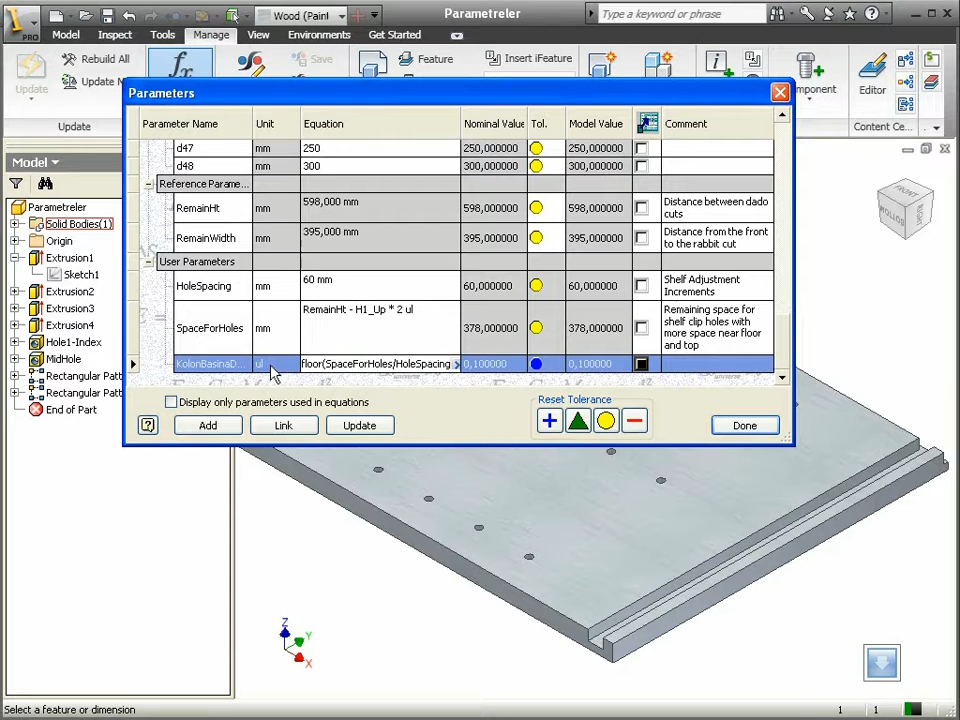 PRO
Wood (Paint
Parametreler
Type a keyword or phrase
Model Inspect Tools Manage View Environments Get Started
Update
Rebuild All
Update
Save
Feature
Insert iFeature
Editor
Update
Content Ce...
Parameters
Parameter Name Unit Equation Nominal Value Tol. Model Value Comment
d47 mm 250 250,000000 250,000000
d48 mm 300 300,000000 300,000000
Reference Parame...
RemainHt mm 598,000 mm 598,000000 598,000000 Distance between dado
cuts
RemainWidth mm 395,000 mm 395,000000 395,000000 Distance from the front
to the rabbit cut
User Parameters
HoleSpacing mm 60 mm 60,000000 60,000000 Shelf Adjustment
Increments
SpaceForHoles mm RemainHt - H1_Up * 2 ul 378,000000 378,000000 Remaining space for
shelf clip holes with
more space near floor
and top
KolonBasinaD... ul floor(SpaceForHoles/HoleSpacing 0,100000 0,100000
Display only parameters used in equations
Reset Tolerance
Add Link Update Done
Model
Parametreler
Solid Bodies(1)
Origin
Extrusion1
Sketch1
Extrusion2
Extrusion3
Extrusion4
Hole1-Index
MidHole
Rectangular Patt
Rectangular Patt
End of Part
FRONT
BOTTOM
Z
Y
X
Select a feature or dimension
1 1